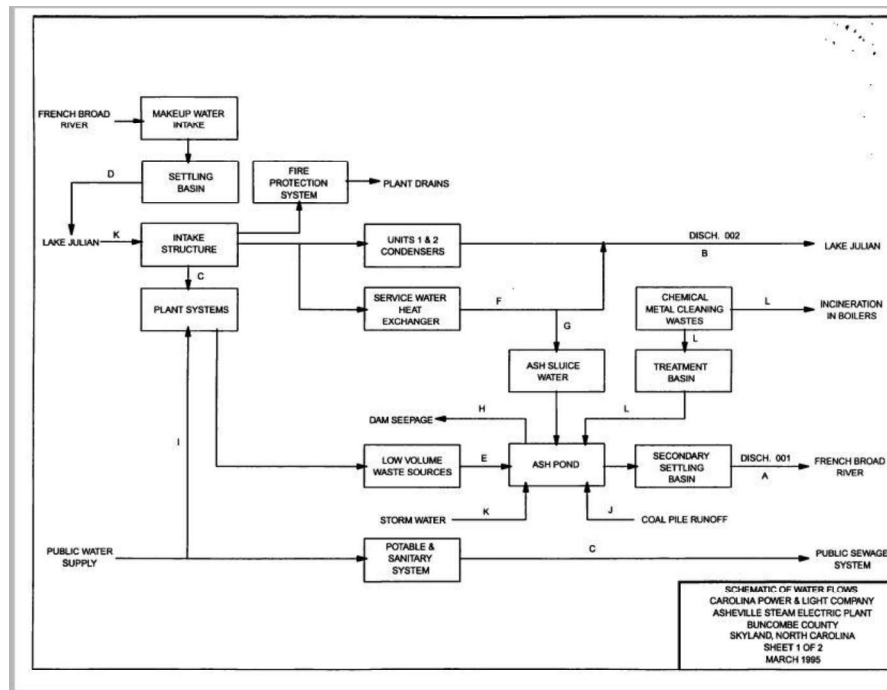 FRENCH BROAD
RIVER
MAKEUP WATER
INTAKE
D
SETTLING
BASIN
FIRE
PROTECTION
SYSTEM
PLANT DRAINS
LAKE JULIAN
K
INTAKE
STRUCTURE
UNITS 1 & 2
CONDENSERS
DISCH. 002
B
LAKE JULIAN
C
PLANT SYSTEMS
SERVICE WATER
HEAT
EXCHANGER
F
CHEMICAL
METAL CLEANING
WASTES
L
INCINERATION
IN BOILERS
G
L
ASH SLUICE
WATER
TREATMENT
BASIN
DAM SEEPAGE
H
L
I
LOW VOLUME
WASTE SOURCES
E
ASH POND
SECONDARY
SETTLING
BASIN
DISCH. 001
A
FRENCH BROAD
RIVER
STORM WATER
K
J
COAL PILE RUNOFF
PUBLIC WATER
SUPPLY
POTABLE &
SANITARY
SYSTEM
C
PUBLIC SEWAGE
SYSTEM
SCHEMATIC OF WATER FLOWS
CAROLINA POWER & LIGHT COMPANY
ASHEVILLE STEAM ELECTRIC PLANT
BUNCOMBE COUNTY
SKYLAND, NORTH CAROLINA
SHEET 1 OF 2
MARCH 1995